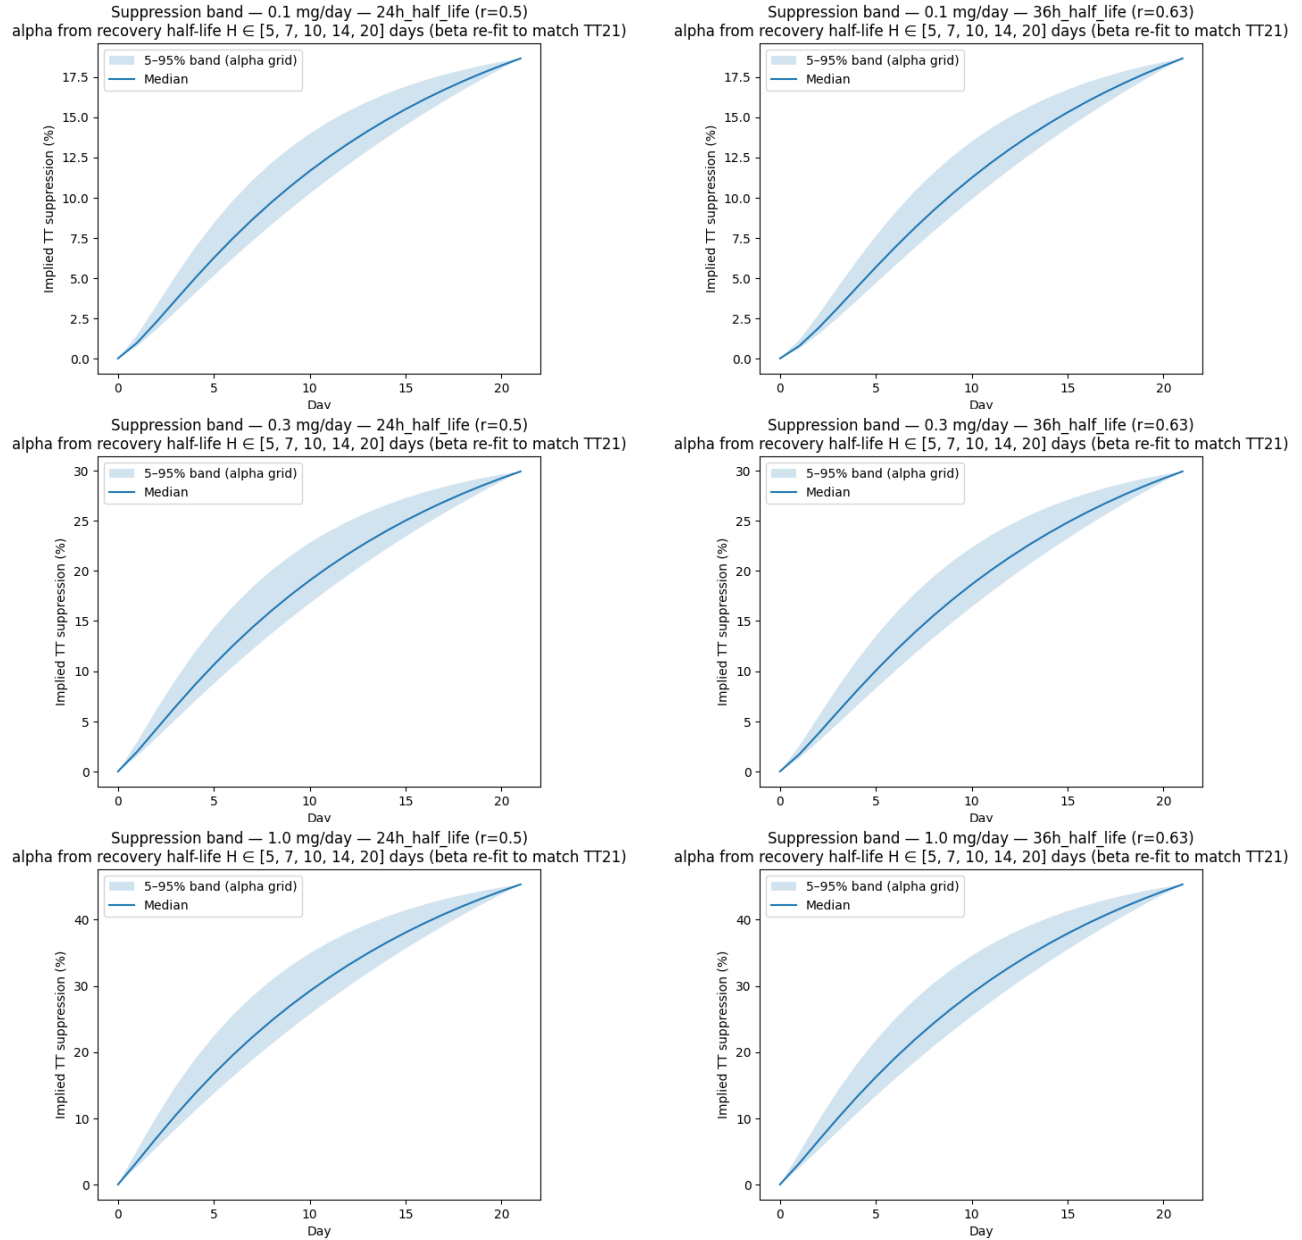 Suppression band — 0.1 mg/day — 24h_half_life (r=0.5)
alpha from recovery half-life H ∈ [5, 7, 10, 14, 20] days (beta re-fit to match TT21)
5–95% band (alpha grid)
Median
Implied TT suppression (%)
17.5
15.0
12.5
10.0
7.5
5.0
2.5
0.0
0 5 10 15 20
Day
Suppression band — 0.1 mg/day — 36h_half_life (r=0.63)
alpha from recovery half-life H ∈ [5, 7, 10, 14, 20] days (beta re-fit to match TT21)
5–95% band (alpha grid)
Median
Implied TT suppression (%)
17.5
15.0
12.5
10.0
7.5
5.0
2.5
0.0
0 5 10 15 20
Day
Suppression band — 0.3 mg/day — 24h_half_life (r=0.5)
alpha from recovery half-life H ∈ [5, 7, 10, 14, 20] days (beta re-fit to match TT21)
5–95% band (alpha grid)
Median
Implied TT suppression (%)
30
25
20
15
10
5
0
0 5 10 15 20
Day
Suppression band — 0.3 mg/day — 36h_half_life (r=0.63)
alpha from recovery half-life H ∈ [5, 7, 10, 14, 20] days (beta re-fit to match TT21)
5–95% band (alpha grid)
Median
Implied TT suppression (%)
30
25
20
15
10
5
0
0 5 10 15 20
Day
Suppression band — 1.0 mg/day — 24h_half_life (r=0.5)
alpha from recovery half-life H ∈ [5, 7, 10, 14, 20] days (beta re-fit to match TT21)
5–95% band (alpha grid)
Median
Implied TT suppression (%)
40
30
20
10
0
0 5 10 15 20
Day
Suppression band — 1.0 mg/day — 36h_half_life (r=0.63)
alpha from recovery half-life H ∈ [5, 7, 10, 14, 20] days (beta re-fit to match TT21)
5–95% band (alpha grid)
Median
Implied TT suppression (%)
40
30
20
10
0
0 5 10 15 20
Day